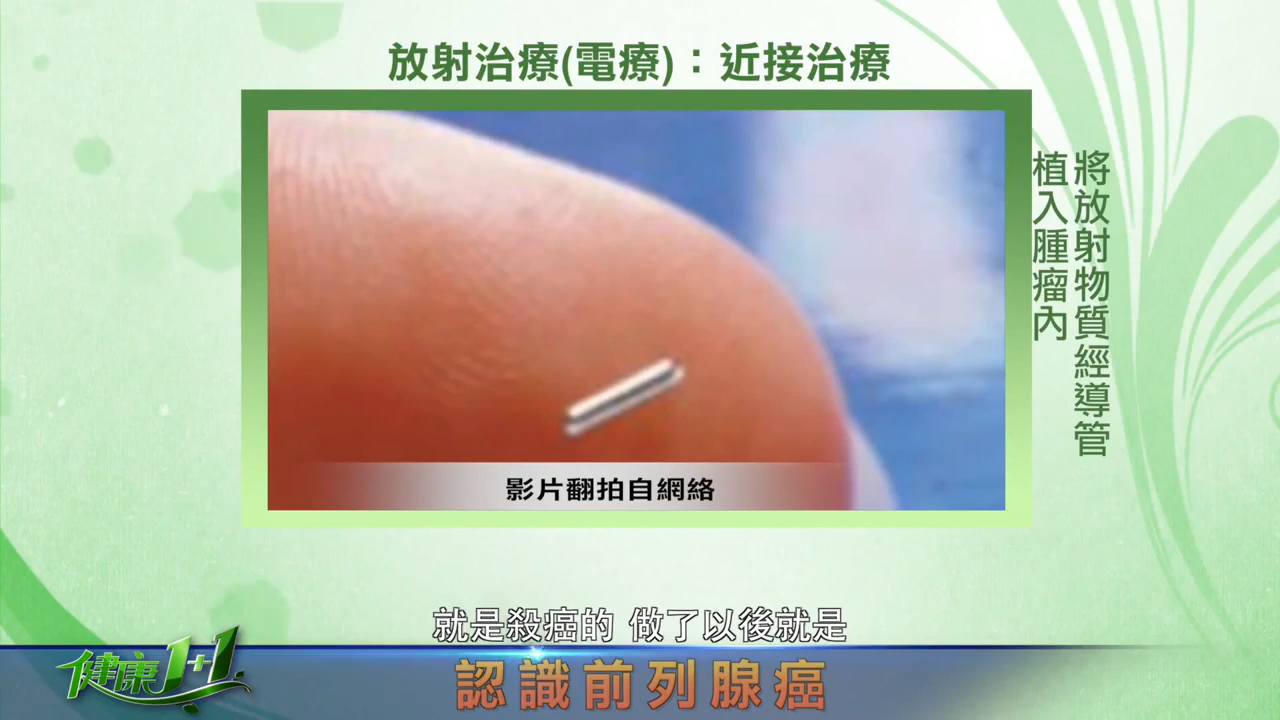 放射治療(電療)：近接治療
將放射物質經導管
植入腫瘤內
影片翻拍自網絡
就是殺癌的 做了以後就是
健康1+1
認識前列腺癌